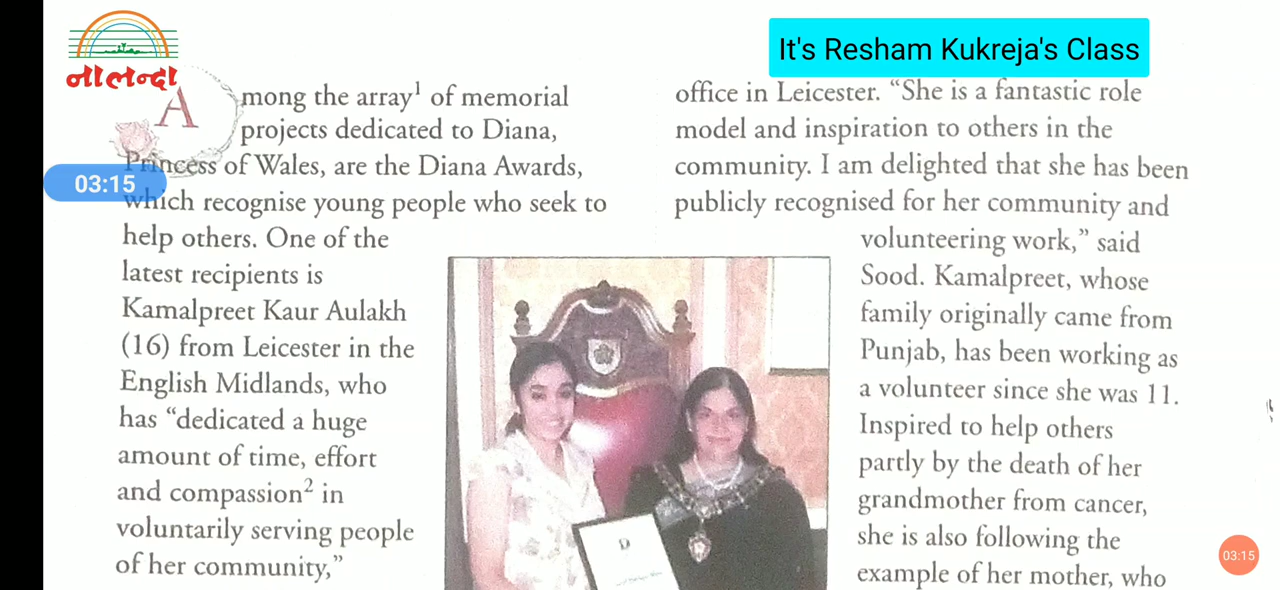 नालन्दा
It's Resham Kukreja's Class
Among the array¹ of memorial
projects dedicated to Diana,
Princess of Wales, are the Diana Awards,
which recognise young people who seek to
help others. One of the
latest recipients is
Kamalpreet Kaur Aulakh
(16) from Leicester in the
English Midlands, who
has “dedicated a huge
amount of time, effort
and compassion² in
voluntarily serving people
of her community,”
office in Leicester. “She is a fantastic role
model and inspiration to others in the
community. I am delighted that she has been
publicly recognised for her community and
volunteering work,” said
Sood. Kamalpreet, whose
family originally came from
Punjab, has been working as
a volunteer since she was 11.
Inspired to help others
partly by the death of her
grandmother from cancer,
she is also following the
example of her mother, who
03:15
03:15